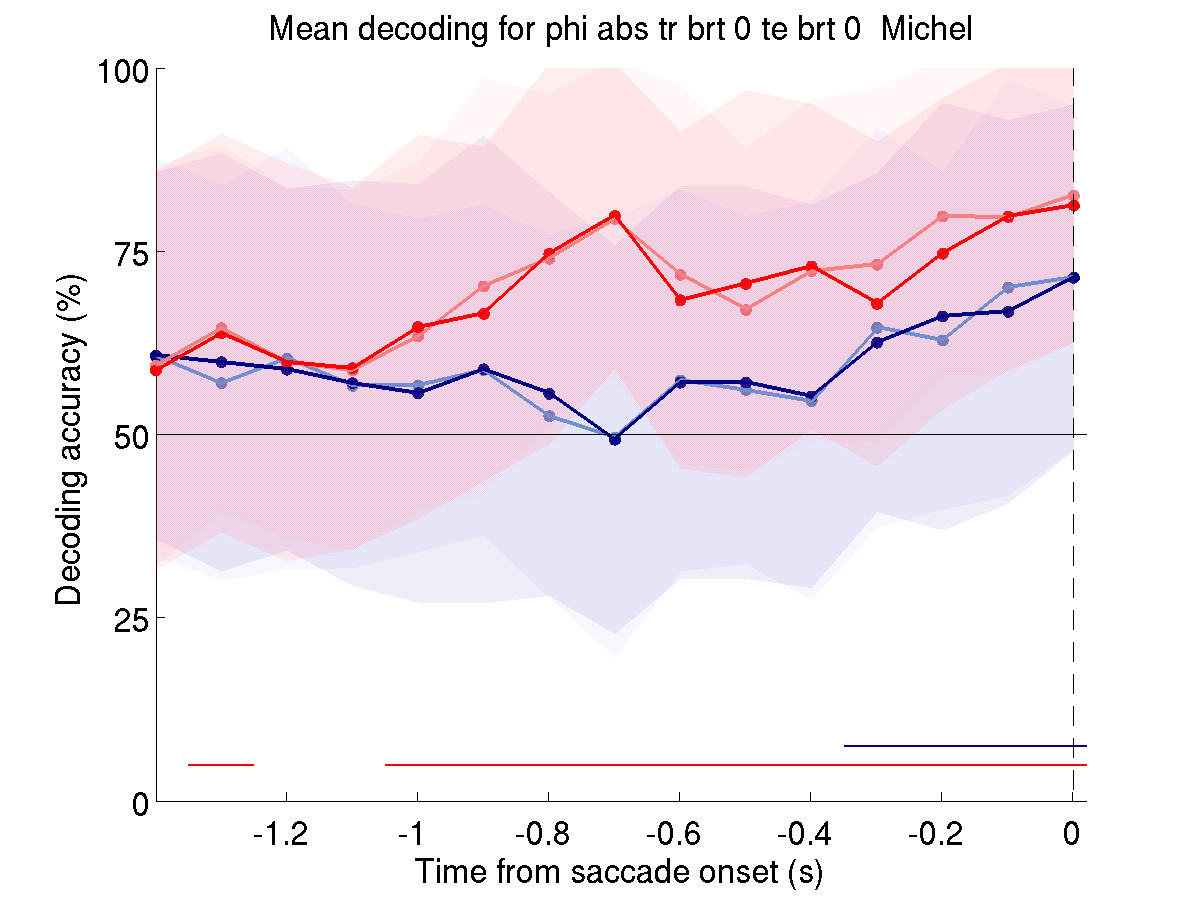 Mean decoding for phi abs tr brt 0 te brt 0  Michel
100
75
50
25
0
Decoding accuracy (%)
-1.2 -1 -0.8 -0.6 -0.4 -0.2 0
Time from saccade onset (s)